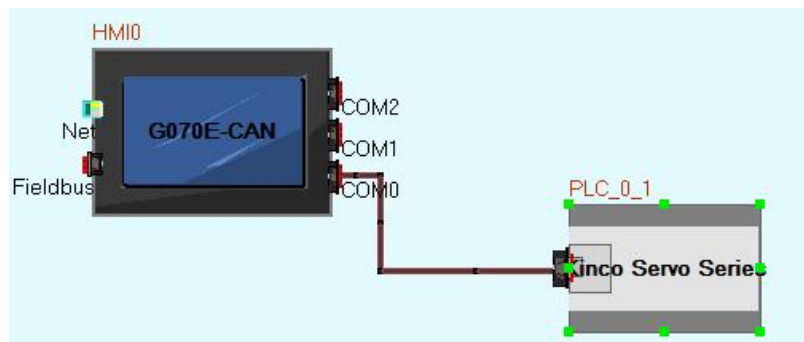 HMI0
COM2
Net
G070E-CAN
COM1
Fieldbus
COM0
PLC_0_1
Kinco Servo Series